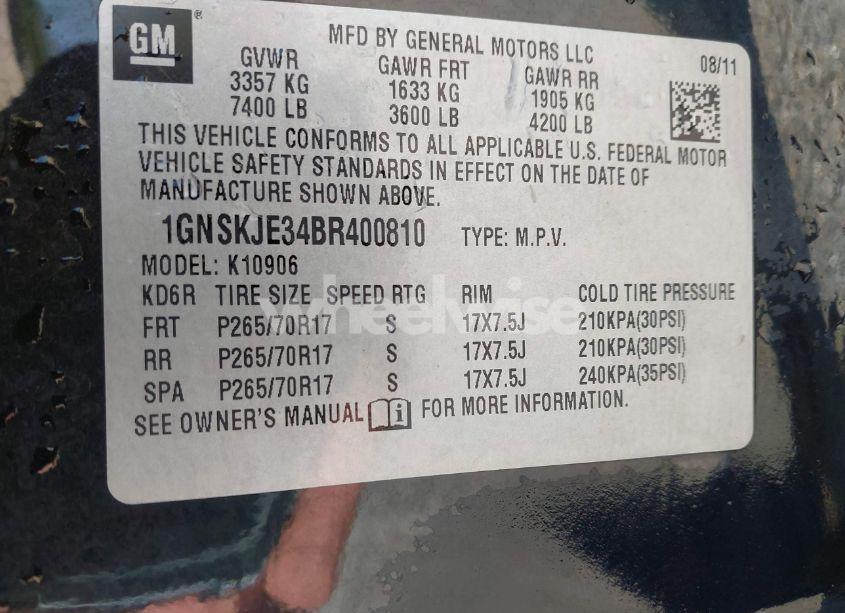 GM® MFD BY GENERAL MOTORS LLC 08/11
GVWR GAWR FRT GAWR RR
3357 KG 1633 KG 1905 KG
7400 LB 3600 LB 4200 LB
THIS VEHICLE CONFORMS TO ALL APPLICABLE U.S. FEDERAL MOTOR
VEHICLE SAFETY STANDARDS IN EFFECT ON THE DATE OF
MANUFACTURE SHOWN ABOVE.
1GNSKJE34BR400810 TYPE: M.P.V.
MODEL: K10906
KD6R TIRE SIZE SPEED RTG RIM COLD TIRE PRESSURE
wheelwise
FRT P265/70R17 S 17X7.5J 210KPA(30PSI)
RR P265/70R17 S 17X7.5J 210KPA(30PSI)
SPA P265/70R17 S 17X7.5J 240KPA(35PSI)
SEE OWNER'S MANUAL i FOR MORE INFORMATION.